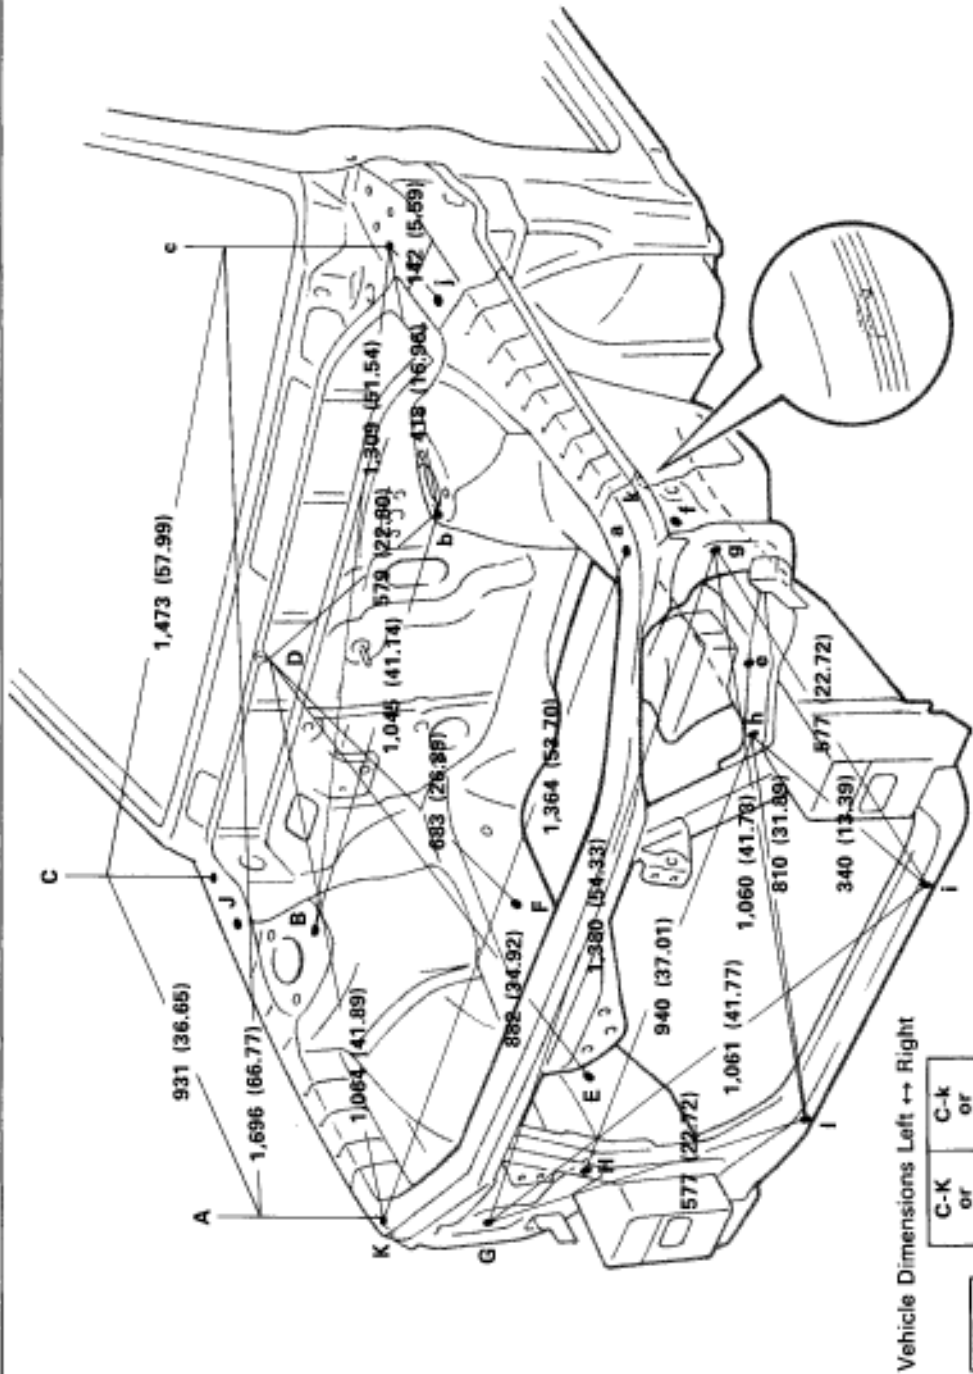 C
c
J
A
K
B
D
G
H
E
F
I
a
b
e
f
g
h
i
j
k
1,473 (57.99)
931 (36.65)
1,696 (66.77)
1,064 (41.89)
1,309 (51.54)
142 (5.59)
418 (16.96)
579 (22.80)
1,045 (41.14)
683 (26.89)
1,364 (53.70)
882 (34.92)
1,380 (54.33)
940 (37.01)
1,061 (41.77)
577 (22.72)
1,060 (41.73)
810 (31.89)
340 (13.39)
577 (22.72)
Vehicle Dimensions Left ↔ Right
C-K or
C-k or